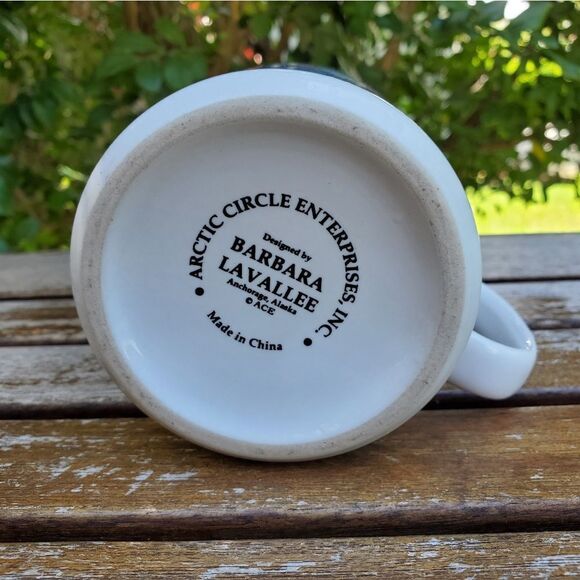 ARCTIC CIRCLE ENTERPRISES, INC.
Designed by
BARBARA
LAVALLEE
Anchorage, Alaska
© ACE
• Made in China •